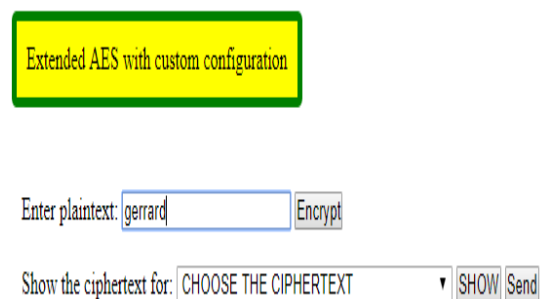 Extended AES with custom configuration
Enter plaintext: gerrard Encrypt
Show the ciphertext for: CHOOSE THE CIPHERTEXT SHOW Send